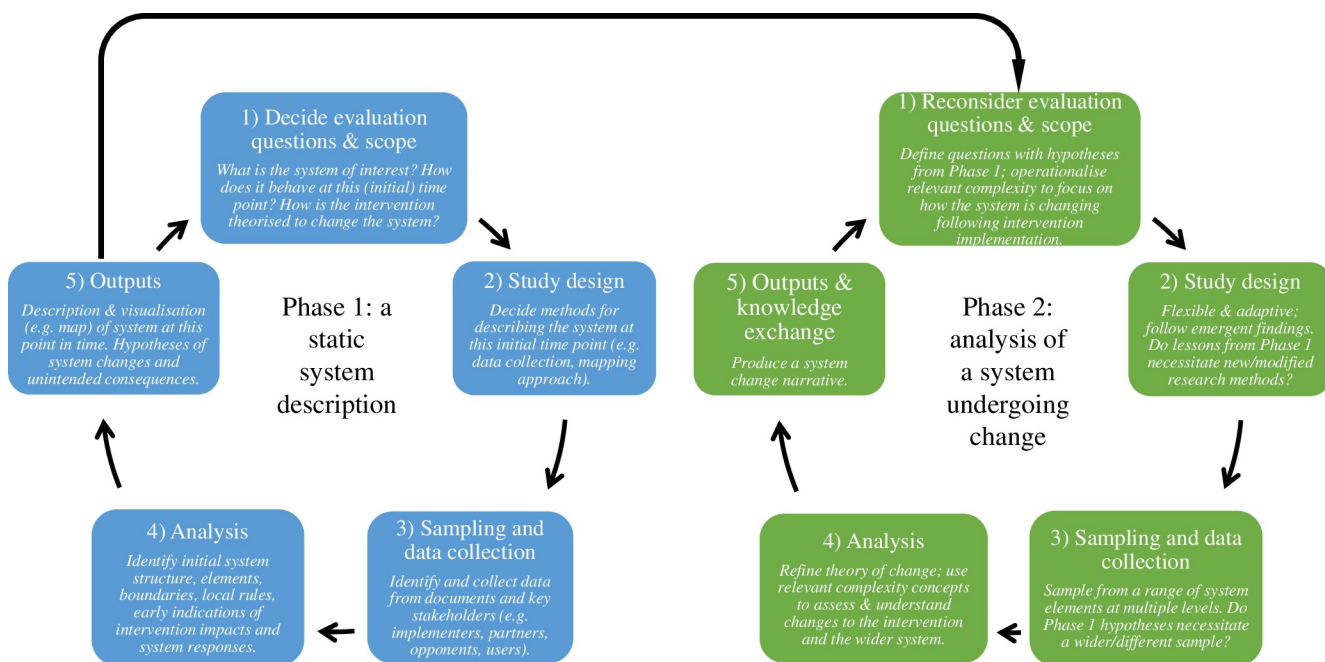 1) Decide evaluation
questions & scope
What is the system of interest? How
does it behave at this (initial) time
point? How is the intervention
theorised to change the system?
2) Study design
Decide methods for
describing the system at
this initial time point (e.g.
data collection, mapping
approach).
3) Sampling and
data collection
Identify and collect data
from documents and key
stakeholders (e.g.
implementers, partners,
opponents, users).
4) Analysis
Identify initial system
structure, elements,
boundaries, local rules,
early indications of
intervention impacts and
system responses.
5) Outputs
Description & visualisation
(e.g. map) of system at this
point in time. Hypotheses of
system changes and
unintended consequences.
Phase 1: a
static
system
description
1) Reconsider evaluation
questions & scope
Define questions with hypotheses
from Phase 1; operationalise
relevant complexity to focus on
how the system is changing
following intervention
implementation.
2) Study design
Flexible & adaptive;
follow emergent findings.
Do lessons from Phase 1
necessitate new/modified
research methods?
3) Sampling and data
collection
Sample from a range of system
elements at multiple levels. Do
Phase 1 hypotheses necessitate
a wider/different sample?
4) Analysis
Refine theory of change; use
relevant complexity concepts
to assess & understand
changes to the intervention
and the wider system.
5) Outputs &
knowledge
exchange
Produce a system
change narrative.
Phase 2:
analysis of
a system
undergoing
change